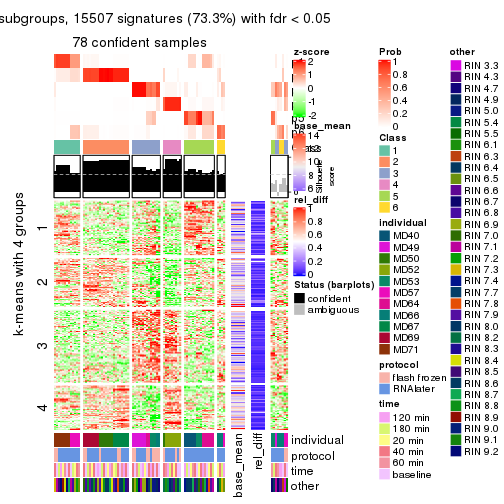 subgroups, 15507 signatures (73.3%) with fdr < 0.05
78 confident samples
k-means with 4 groups
1
2
3
4
base_mean
rel_diff
individual
protocol
time
other
z-score
2
1
0
-1
-2
base_mean
14
12
10
8
6
Silhouette
score
rel_diff
1
0.8
0.6
0.4
0.2
0
Status (barplots)
confident
ambiguous
Prob
1
0.8
0.6
0.4
0.2
0
Class
1
2
3
4
5
6
individual
MD40
MD49
MD50
MD52
MD53
MD57
MD64
MD66
MD67
MD69
MD71
protocol
flash frozen
RNAlater
time
120 min
180 min
20 min
40 min
60 min
baseline
other
RIN 3.3
RIN 4.3
RIN 4.7
RIN 4.9
RIN 5.0
RIN 5.4
RIN 5.5
RIN 6.1
RIN 6.3
RIN 6.4
RIN 6.5
RIN 6.6
RIN 6.7
RIN 6.8
RIN 6.9
RIN 7.0
RIN 7.1
RIN 7.2
RIN 7.3
RIN 7.4
RIN 7.7
RIN 7.8
RIN 7.9
RIN 8.0
RIN 8.2
RIN 8.3
RIN 8.4
RIN 8.5
RIN 8.6
RIN 8.7
RIN 8.8
RIN 8.9
RIN 9.0
RIN 9.1
RIN 9.2